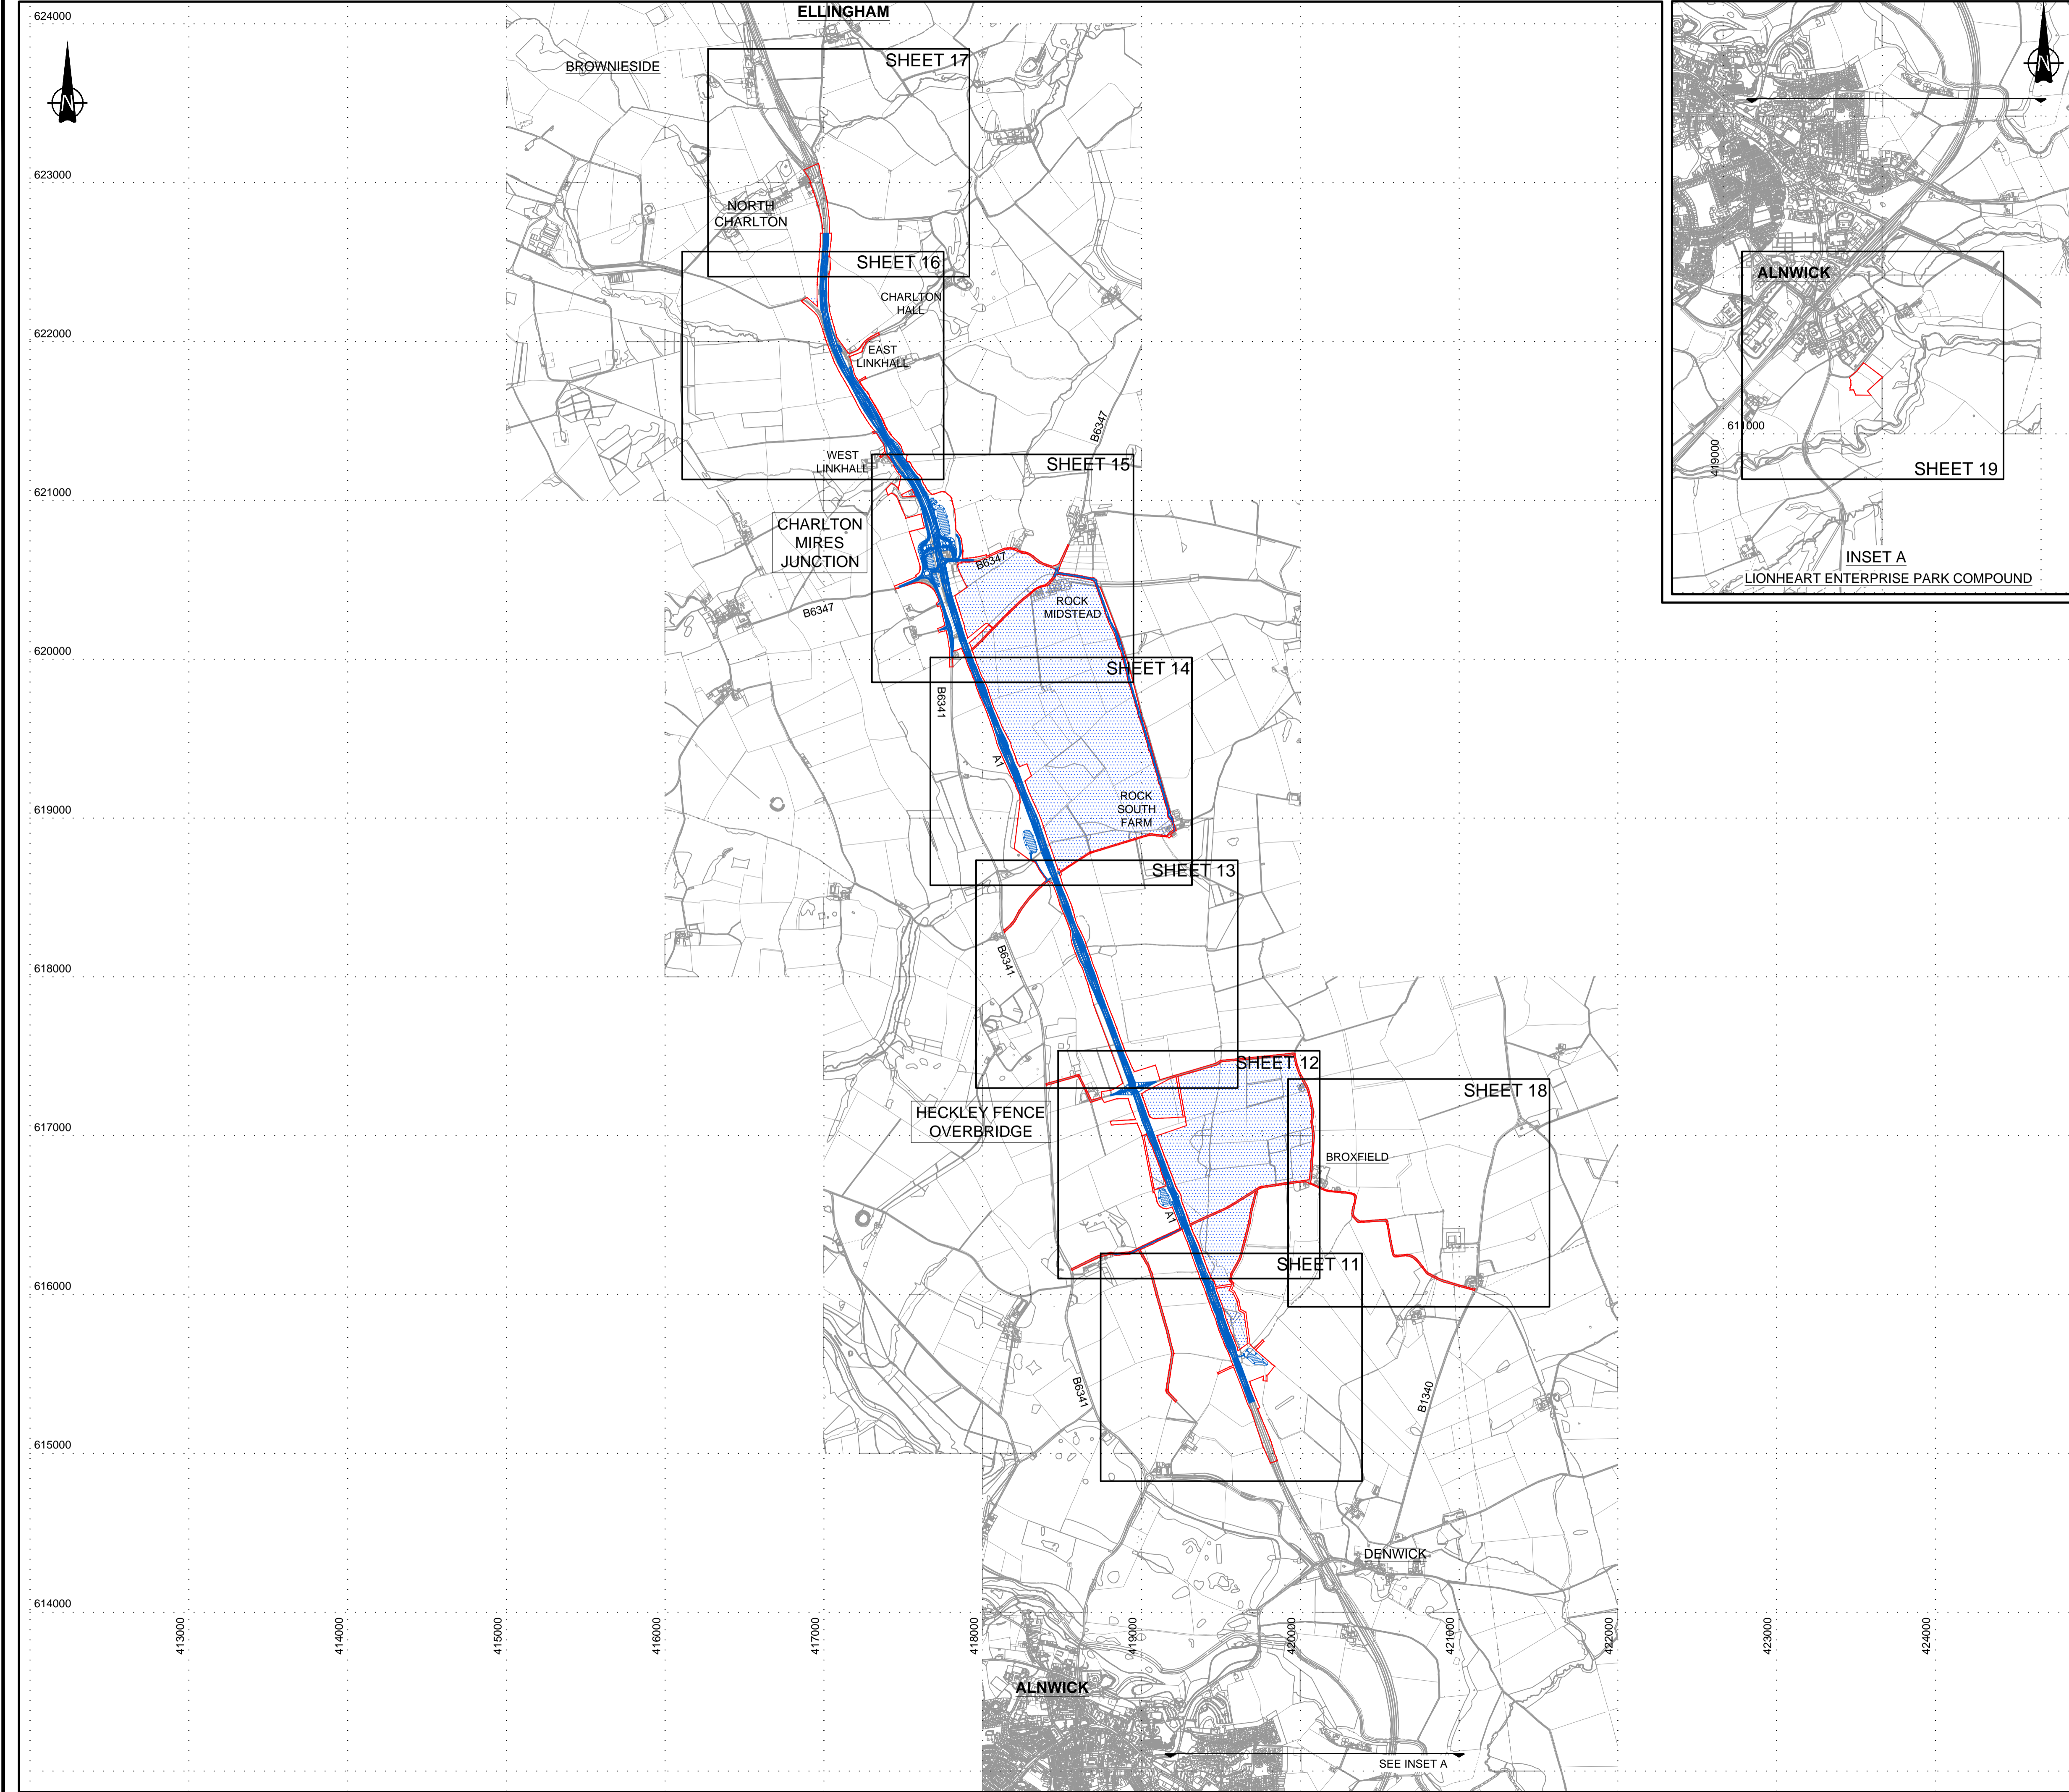 624000
ELLINGHAM
BROWNIESIDE
SHEET 17
N
N
623000
NORTH
CHARLTON
SHEET 16
CHARLTON
HALL
622000
EAST
LINKHALL
B6347
WEST
LINKHALL
SHEET 15
621000
CHARLTON
MIRES
JUNCTION
B6347
B6347
ROCK
MIDSTEAD
620000
SHEET 14
B6341
A1
ROCK
SOUTH
FARM
619000
SHEET 13
B6341
618000
SHEET 12
SHEET 18
HECKLEY FENCE
OVERBRIDGE
617000
BROXFIELD
A1
616000
SHEET 11
B6341
B1340
615000
DENWICK
614000
413000
414000
415000
416000
417000
418000
419000
420000
421000
422000
423000
424000
ALNWICK
SEE INSET A
ALNWICK
611000
419000
SHEET 19
INSET A
LIONHEART ENTERPRISE PARK COMPOUND